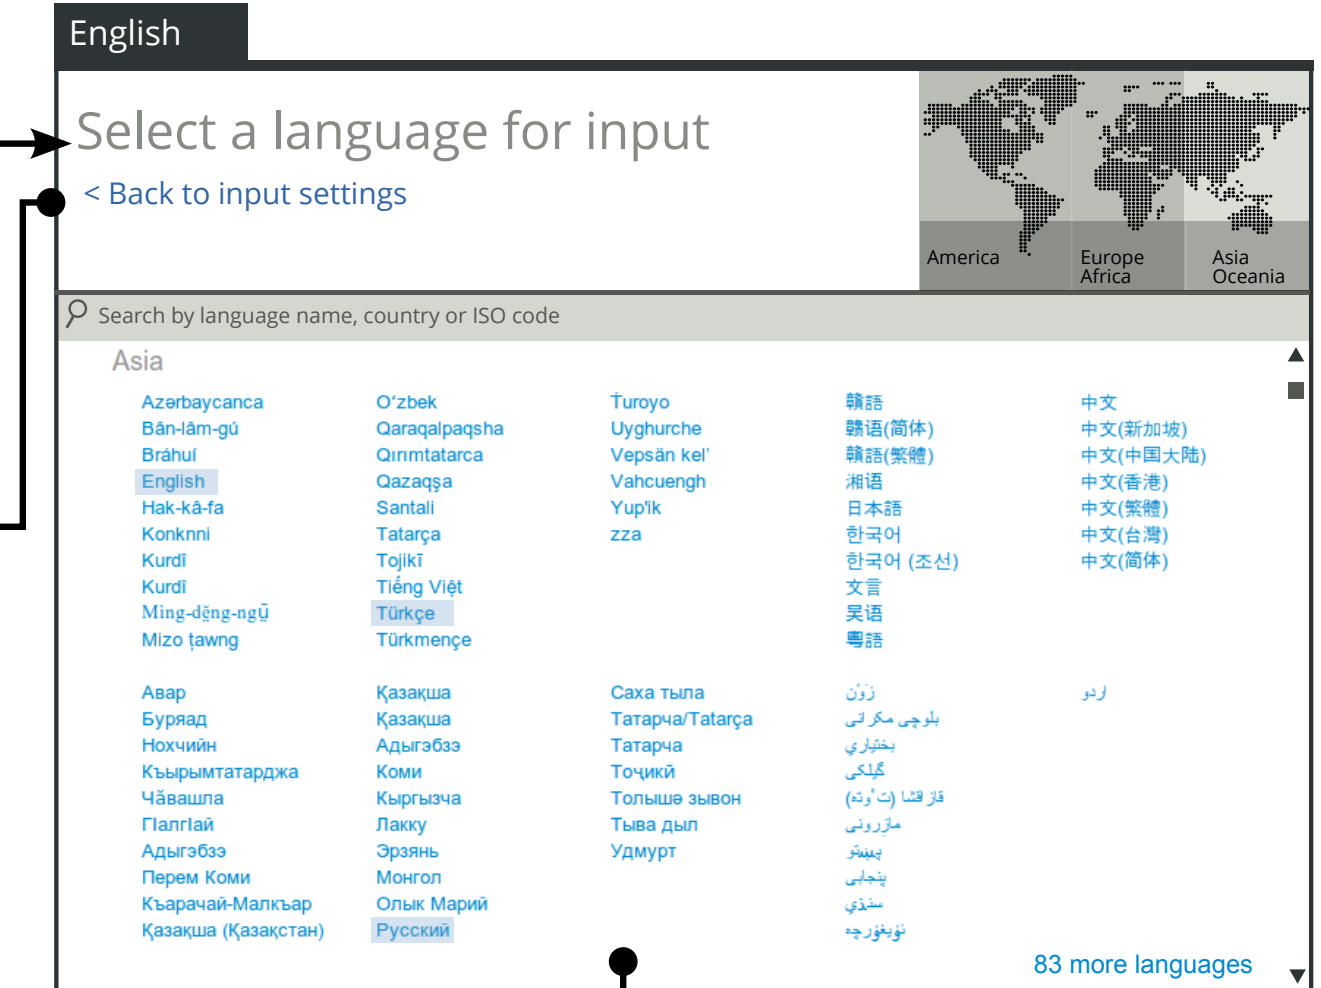 English
Select a language for input
< Back to input settings
America
Europe
Africa
Asia
Oceania
Search by language name, country or ISO code
Asia
Azərbaycanca
Bân-lâm-gú
Bráhuí
English
Hak-kâ-fa
Konknni
Kurdî
Kurdî
Mìng-dĕ̤ng-ngṳ̄
Mizo ţawng
Oʻzbek
Qaraqalpaqsha
Qırımtatarca
Qazaqşa
Santali
Tatarça
Tojikī
Tiếng Việt
Türkçe
Türkmençe
Ṫuroyo
Uyghurche
Vepsän kel’
Vahcuengh
Yup'ik
zza
贛語
赣语(简体)
贛語(繁體)
湘语
日本語
한국어
한국어 (조선)
文言
吴语
粵語
中文
中文(新加坡)
中文(中国大陆)
中文(香港)
中文(繁體)
中文(台灣)
中文(简体)
Авар
Буряад
Нохчийн
Къырымтатарджа
Чӑвашла
ГӀалгӀай
Адыгэбзэ
Перем Коми
Къарачай-Малкъар
Қазақша (Қазақстан)
Қазақша
Қазақша
Адыгэбзэ
Коми
Кыргызча
Лакку
Эрзянь
Монгол
Олык Марий
Русский
Саха тыла
Татарча/Tatarça
Татарча
Тоҷикӣ
Толышә зывон
Тыва дыл
Удмурт
بلوچی مکرانی
بختياري
گیلکی
مازِرونی
پښتو
پنجابی
سنڌي
ئۇيغۇرچە
اردو
83 more languages